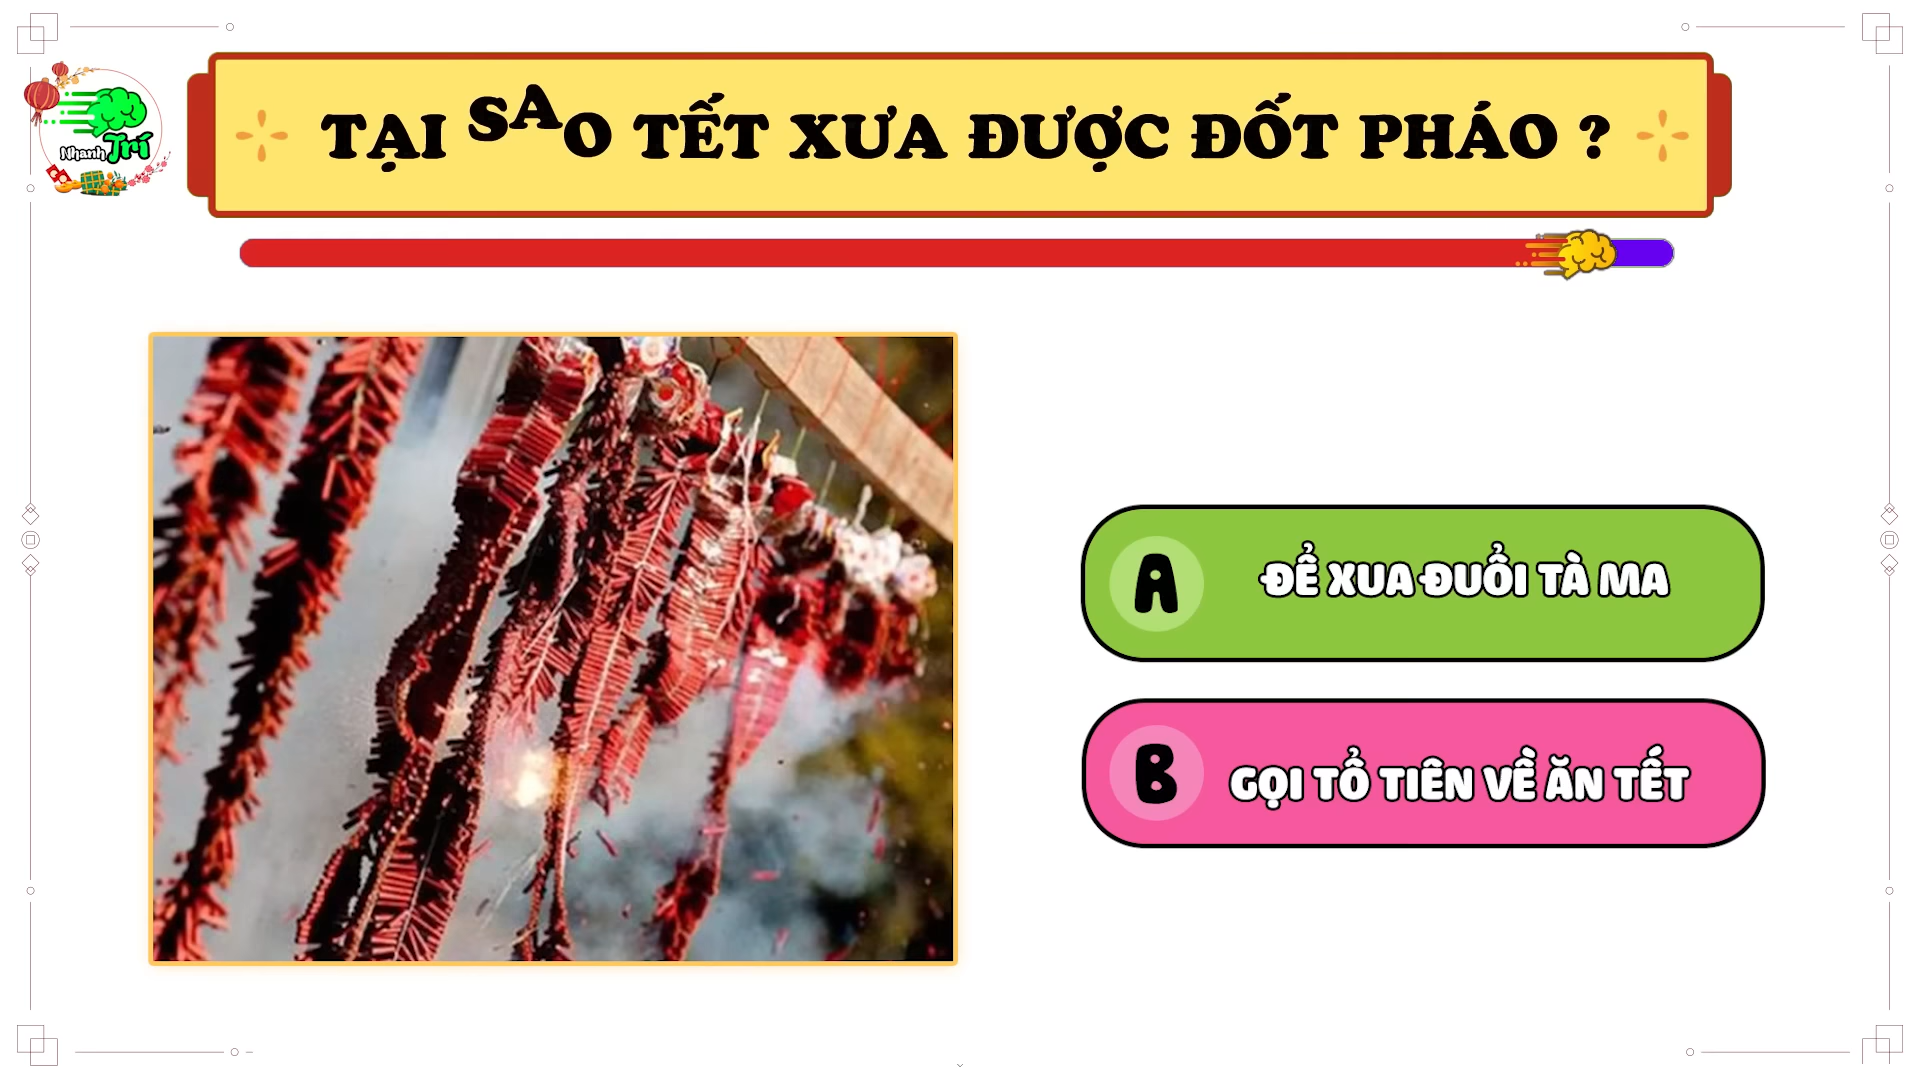 Nhanh Trí
TẠI SAO TẾT XƯA ĐƯỢC ĐỐT PHÁO ?
A ĐỂ XUA ĐUỔI TÀ MA
B GỌI TỔ TIÊN VỀ ĂN TẾT